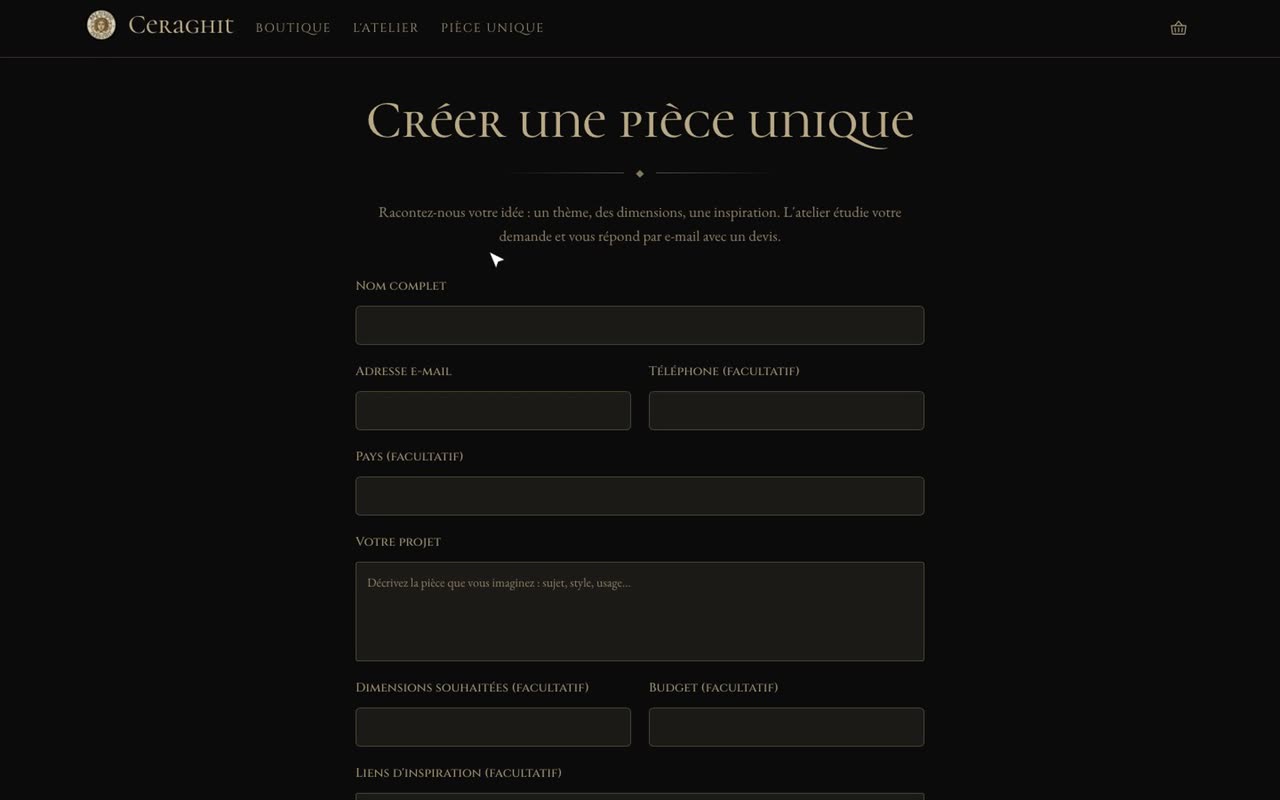 Ceraghit
BOUTIQUE
L'ATELIER
PIÈCE UNIQUE
Créer une pièce unique
Racontez-nous votre idée : un thème, des dimensions, une inspiration. L'atelier étudie votre
demande et vous répond par e-mail avec un devis.
Nom complet
Adresse e-mail
Téléphone (facultatif)
Pays (facultatif)
Votre projet
Décrivez la pièce que vous imaginez : sujet, style, usage...
Dimensions souhaitées (facultatif)
Budget (facultatif)
Liens d'inspiration (facultatif)